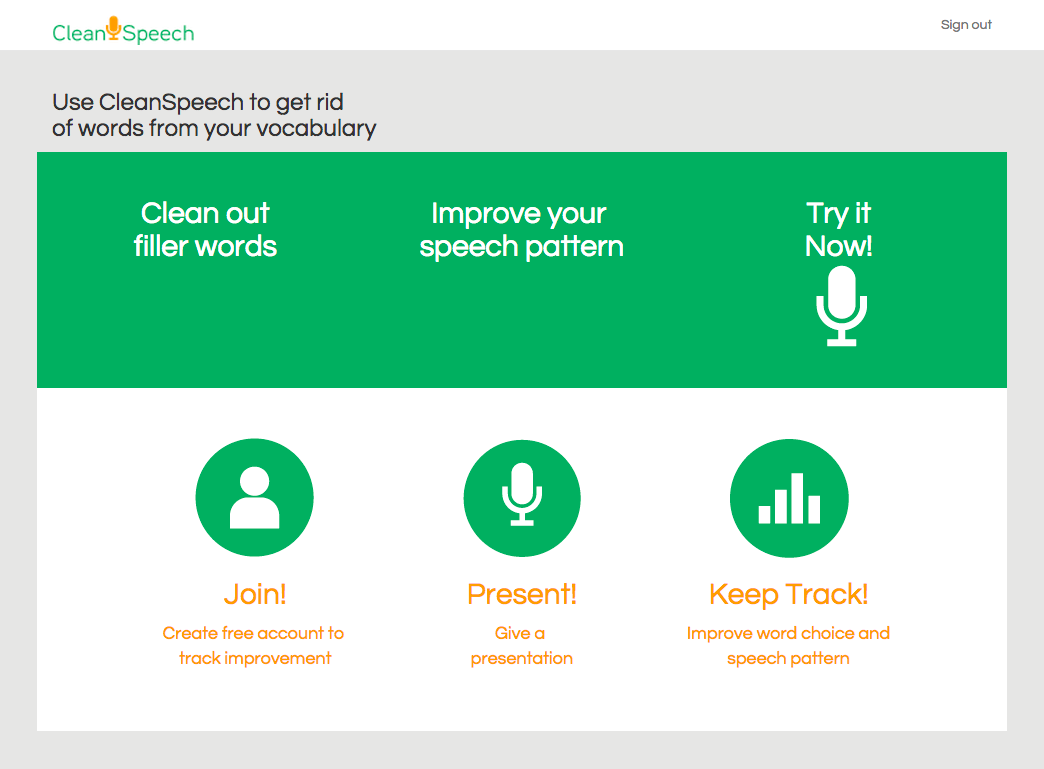 CleanSpeech
Sign out
Use CleanSpeech to get rid
of words from your vocabulary
Clean out
filler words
Improve your
speech pattern
Try it
Now!
Join!
Create free account to
track improvement
Present!
Give a
presentation
Keep Track!
Improve word choice and
speech pattern